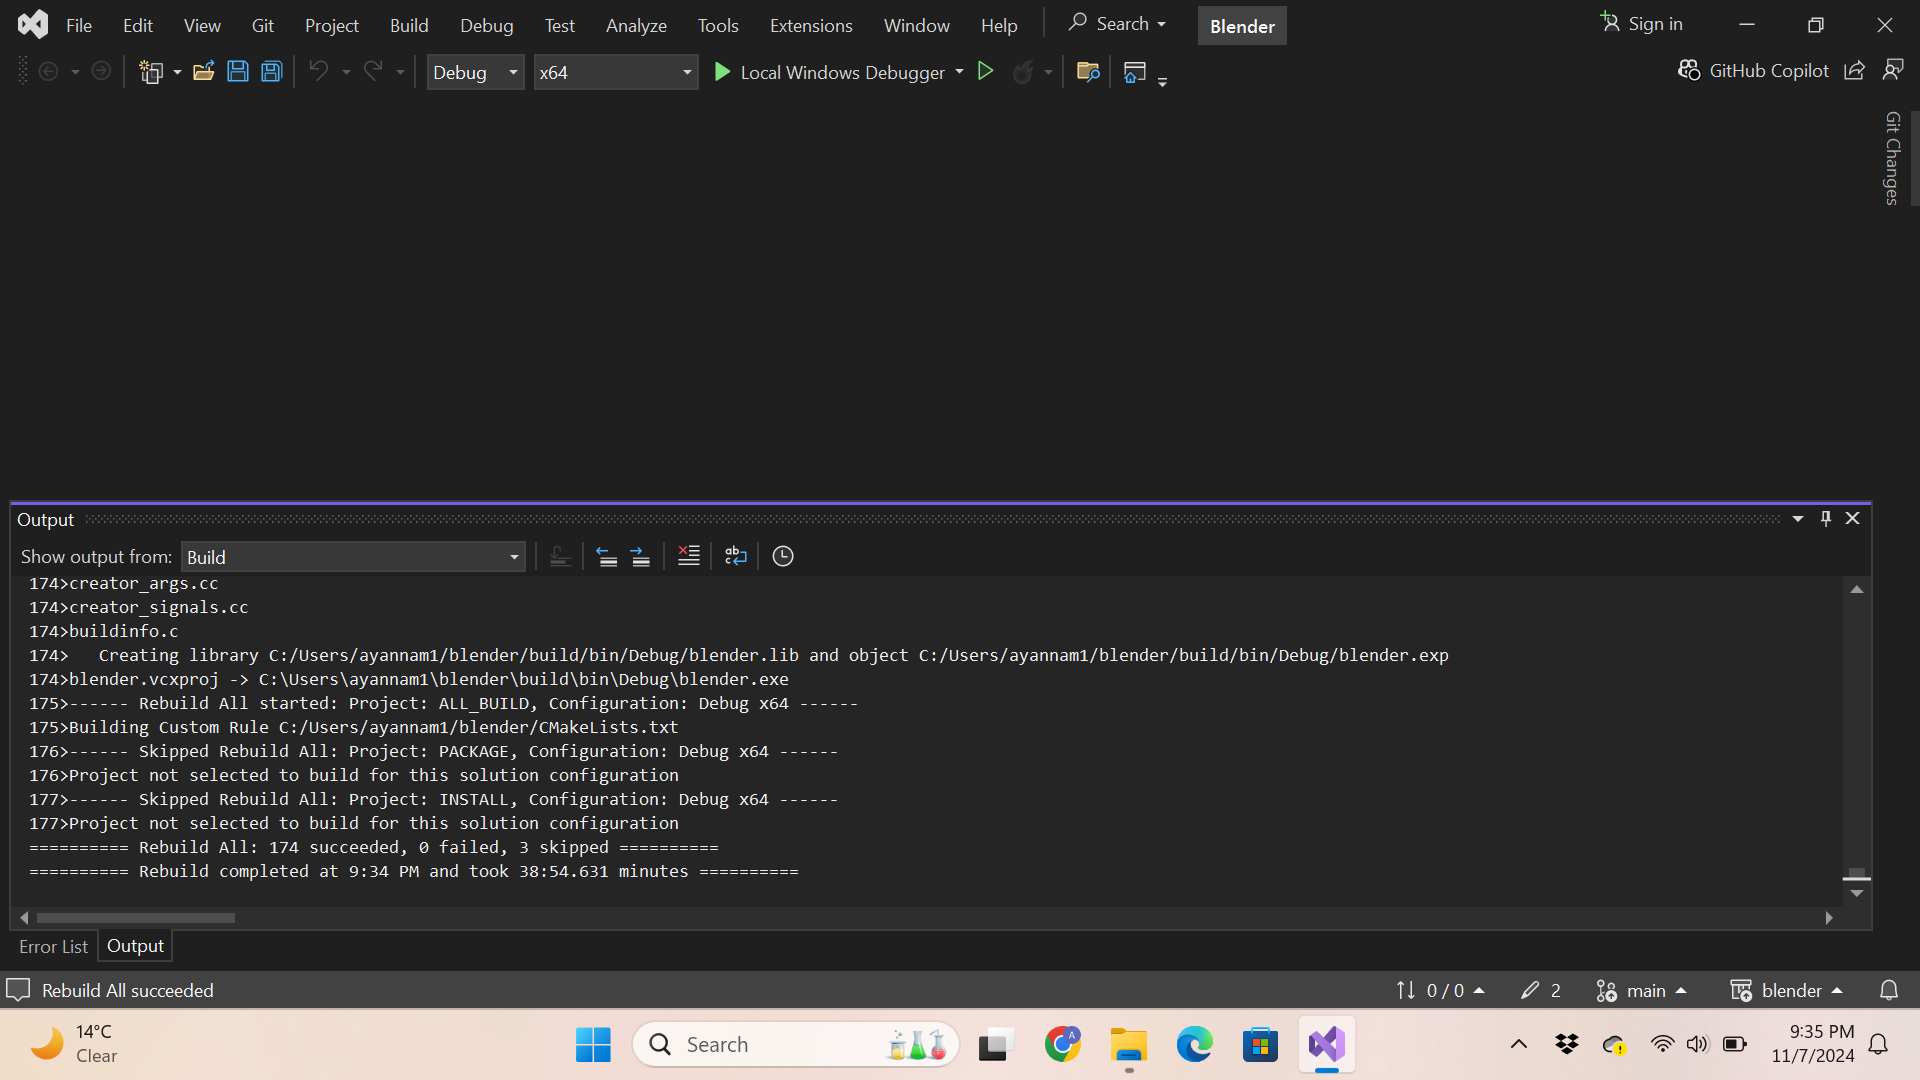 File Edit View Git Project Build Debug Test Analyze Tools Extensions Window Help Search Blender Sign in
Debug x64 Local Windows Debugger GitHub Copilot
Git Changes
Output
Show output from: Build
174>creator_args.cc
174>creator_signals.cc
174>buildinfo.c
174>   Creating library C:/Users/ayannam1/blender/build/bin/Debug/blender.lib and object C:/Users/ayannam1/blender/build/bin/Debug/blender.exp
174>blender.vcxproj -> C:\Users\ayannam1\blender\build\bin\Debug\blender.exe
175>------ Rebuild All started: Project: ALL_BUILD, Configuration: Debug x64 ------
175>Building Custom Rule C:/Users/ayannam1/blender/CMakeLists.txt
176>------ Skipped Rebuild All: Project: PACKAGE, Configuration: Debug x64 ------
176>Project not selected to build for this solution configuration
177>------ Skipped Rebuild All: Project: INSTALL, Configuration: Debug x64 ------
177>Project not selected to build for this solution configuration
========== Rebuild All: 174 succeeded, 0 failed, 3 skipped ==========
========== Rebuild completed at 9:34 PM and took 38:54.631 minutes ==========
Error List Output
Rebuild All succeeded 0 / 0 2 main blender
14°C
Clear
Search
9:35 PM
11/7/2024